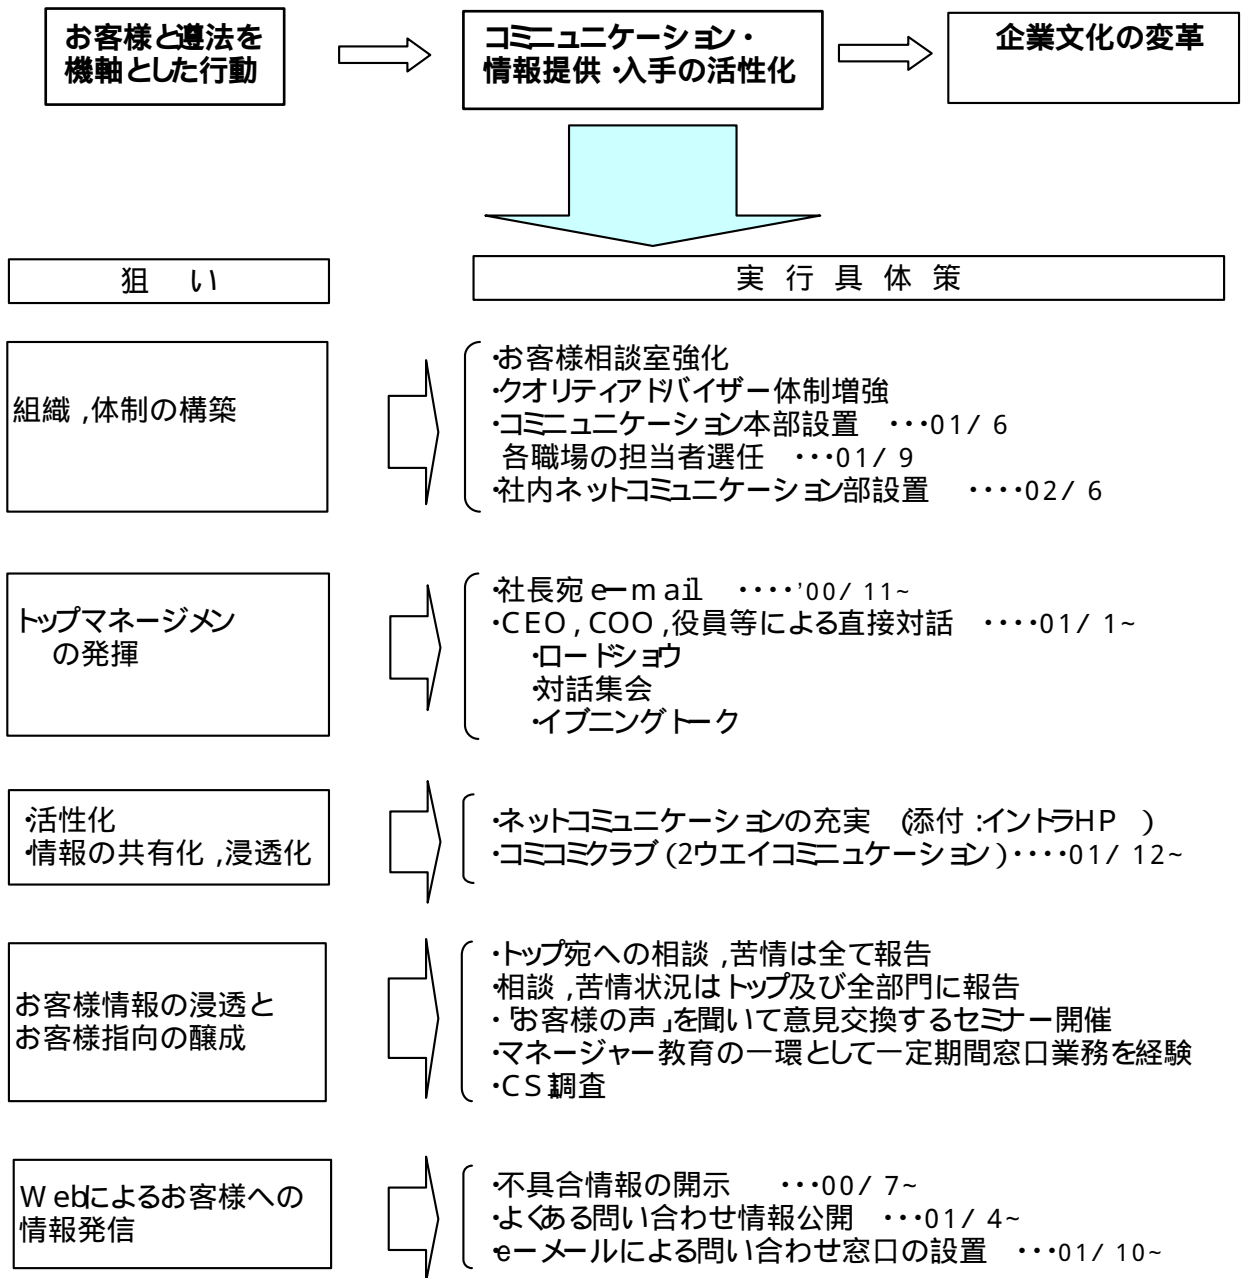 お客様と遵法を
機軸とした行動
コミニュニケーション・
情報提供・入手の活性化
企業文化の変革
狙 い
実 行 具 体 策
組織,体制の構築
・お客様相談室強化
・クオリティアドバイザー体制増強
・コミニュニケーション本部設置 ・・・01/6
各職場の担当者選任 ・・・01/9
・社内ネットコミュニケーション部設置 ・・・・02/6
トップマネージメン
の発揮
・社長宛e-mail ・・・・'00/11~
・CEO,COO,役員等による直接対話 ・・・・01/1~
・ロードショウ
・対話集会
・イブニングトーク
・活性化
・情報の共有化,浸透化
・ネットコミュニケーションの充実 (添付:イントラHP )
・コミコミクラブ(2ウエイコミニュケーション)・・・・01/12~
お客様情報の浸透と
お客様指向の醸成
・トップ宛への相談,苦情は全て報告
・相談,苦情状況はトップ及び全部門に報告
・「お客様の声」を聞いて意見交換するセミナー開催
・マネージャー教育の一環として一定期間窓口業務を経験
・CS調査
Webによるお客様への
情報発信
・不具合情報の開示 ・・・00/7~
・よくある問い合わせ情報公開 ・・・01/4~
・e-メールによる問い合わせ窓口の設置 ・・・01/10~